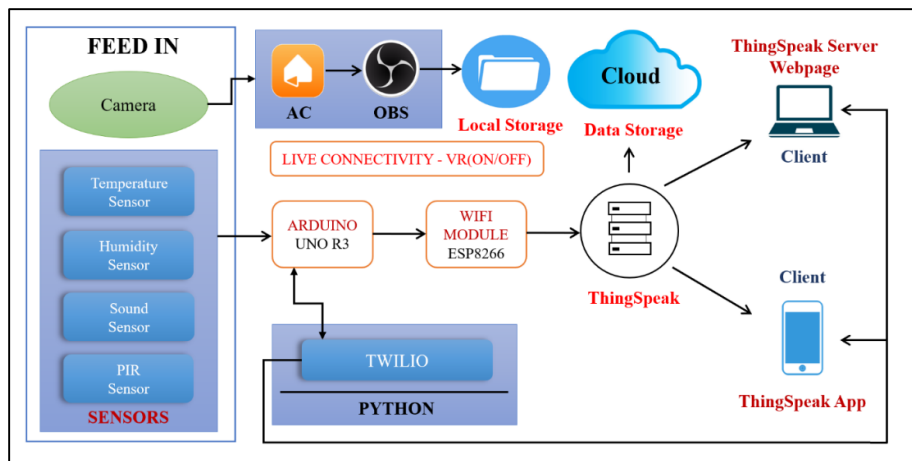 FEED IN
Camera
Temperature
Sensor
Humidity
Sensor
Sound
Sensor
PIR
Sensor
SENSORS
AC
OBS
Local Storage
Cloud
Data Storage
ThingSpeak Server
Webpage
Client
LIVE CONNECTIVITY - VR(ON/OFF)
ARDUINO
UNO R3
WIFI
MODULE
ESP8266
ThingSpeak
Client
ThingSpeak App
TWILIO
PYTHON